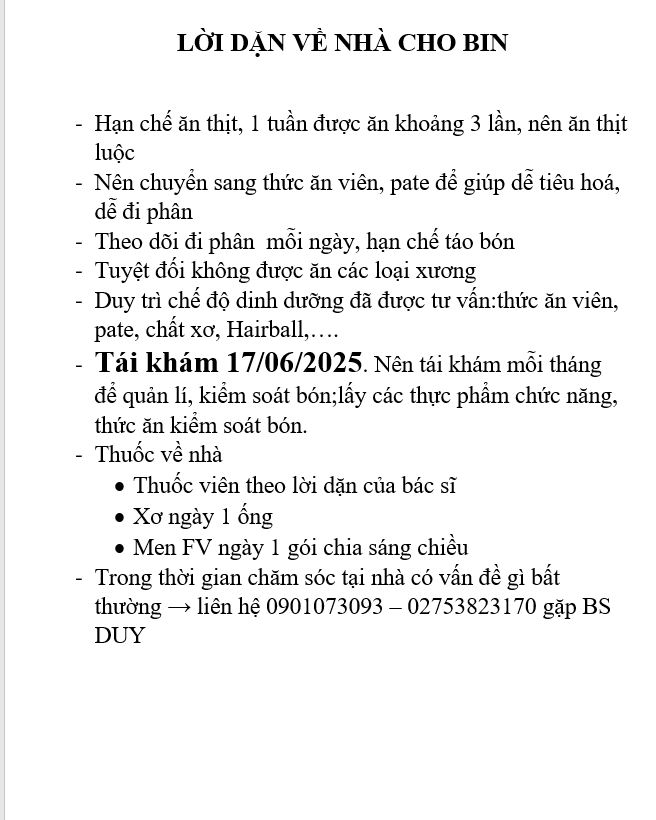 LỜI DẶN VỀ NHÀ CHO BIN
- Hạn chế ăn thịt, 1 tuần được ăn khoảng 3 lần, nên ăn thịt
luộc
- Nên chuyển sang thức ăn viên, pate để giúp dễ tiêu hoá,
dễ đi phân
- Theo dõi đi phân  mỗi ngày, hạn chế táo bón
- Tuyệt đối không được ăn các loại xương
- Duy trì chế độ dinh dưỡng đã được tư vấn:thức ăn viên,
pate, chất xơ, Hairball,….
- Tái khám 17/06/2025. Nên tái khám mỗi tháng
để quản lí, kiểm soát bón;lấy các thực phẩm chức năng,
thức ăn kiểm soát bón.
- Thuốc về nhà
• Thuốc viên theo lời dặn của bác sĩ
• Xơ ngày 1 ống
• Men FV ngày 1 gói chia sáng chiều
- Trong thời gian chăm sóc tại nhà có vấn đề gì bất
thường → liên hệ 0901073093 – 02753823170 gặp BS
DUY